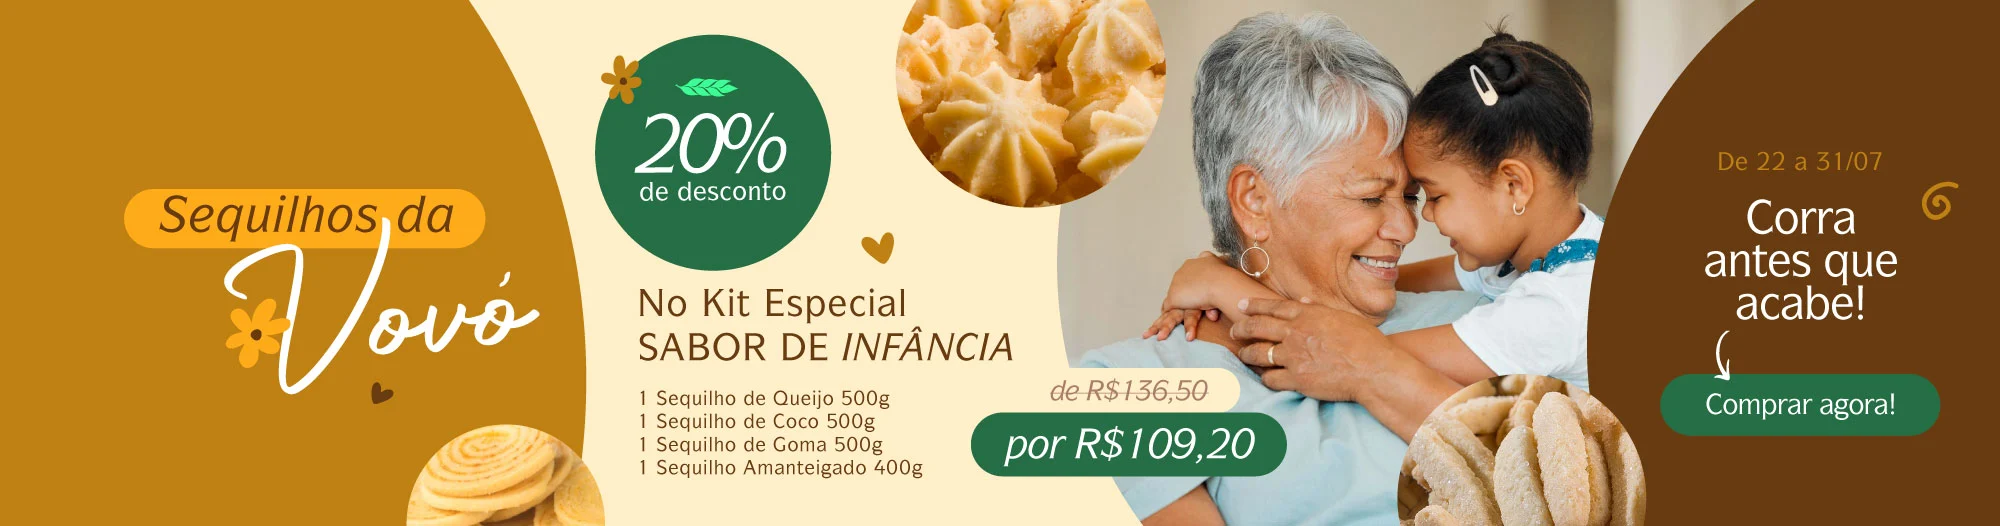 Sequilhos da
Vovó
20%
de desconto
No Kit Especial
SABOR DE INFÂNCIA
1 Sequilho de Queijo 500g
1 Sequilho de Coco 500g
1 Sequilho de Goma 500g
1 Sequilho Amanteigado 400g
de R$136,50
por R$109,20
De 22 a 31/07
Corra
antes que
acabe!
Comprar agora!